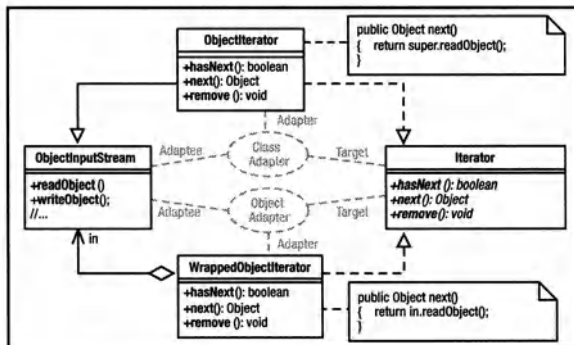 ObjectIterator
+hasNext(): boolean
+next(): Object
+remove (): void
public Object next()
{ return super.readObject();
}
Adapter
Adaptee
Class
Adapter
Target
ObjectInputStream
+readObject()
+writeObject();
//...
Iterator
+hasNext (): boolean
+next(): Object
+remove(): void
Adaptee
Object
Adapter
Target
in
Adapter
WrappedObjectIterator
+hasNext(): boolean
+next(): Object
+remove (): void
public Object next()
{ return in.readObject();
}